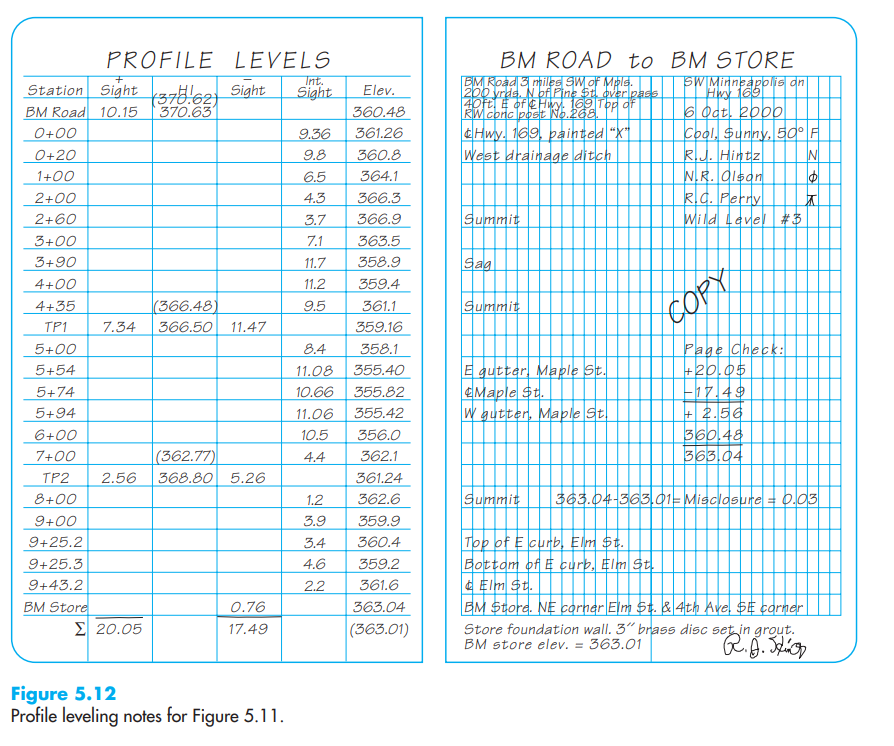 PROFILE LEVELS
+ − Int.
Station Sight HI Sight Sight Elev.
(370.62)
BM Road 10.15 370.63 360.48
0+00 9.36 361.26
0+20 9.8 360.8
1+00 6.5 364.1
2+00 4.3 366.3
2+60 3.7 366.9
3+00 7.1 363.5
3+90 11.7 358.9
4+00 11.2 359.4
4+35 (366.48) 9.5 361.1
TP1 7.34 366.50 11.47 359.16
5+00 8.4 358.1
5+54 11.08 355.40
5+74 10.66 355.82
5+94 11.06 355.42
6+00 10.5 356.0
7+00 (362.77) 4.4 362.1
TP2 2.56 368.80 5.26 361.24
8+00 1.2 362.6
9+00 3.9 359.9
9+25.2 3.4 360.4
9+25.3 4.6 359.2
9+43.2 2.2 361.6
BM Store 0.76 363.04
Σ 20.05 17.49 (363.01)
BM ROAD to BM STORE
BM Road 3 miles SW of Mpls. SW Minneapolis on
200 yrds. N of Pine St. over pass Hwy 169
40ft. E of ℄ Hwy. 169 Top of
RW conc post No.268. 6 Oct. 2000
℄ Hwy. 169, painted "X" Cool, Sunny, 50° F
West drainage ditch R.J. Hintz N
N.R. Olson ϕ
R.C. Perry
Summit Wild Level #3
Sag
COPY
Summit
Page Check:
E gutter, Maple St. +20.05
℄ Maple St. −17.49
W gutter, Maple St. + 2.56
360.48
363.04
Summit 363.04-363.01= Misclosure = 0.03
Top of E curb, Elm St.
Bottom of E curb, Elm St.
℄ Elm St.
BM Store. NE corner Elm St. & 4th Ave. SE corner
Store foundation wall. 3" brass disc set in grout.
BM store elev. = 363.01
R.J. Hintz
Figure 5.12
Profile leveling notes for Figure 5.11.